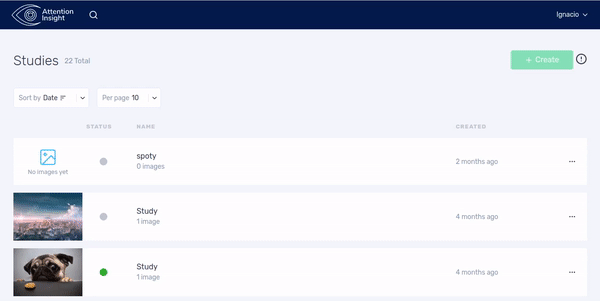 Attention
Insight
Ignacio
Studies 22 Total
+ Create
Sort by Date
Per page 10
STATUS NAME CREATED
No images yet
spoty
0 images
2 months ago
Study
1 image
4 months ago
Study
1 image
4 months ago